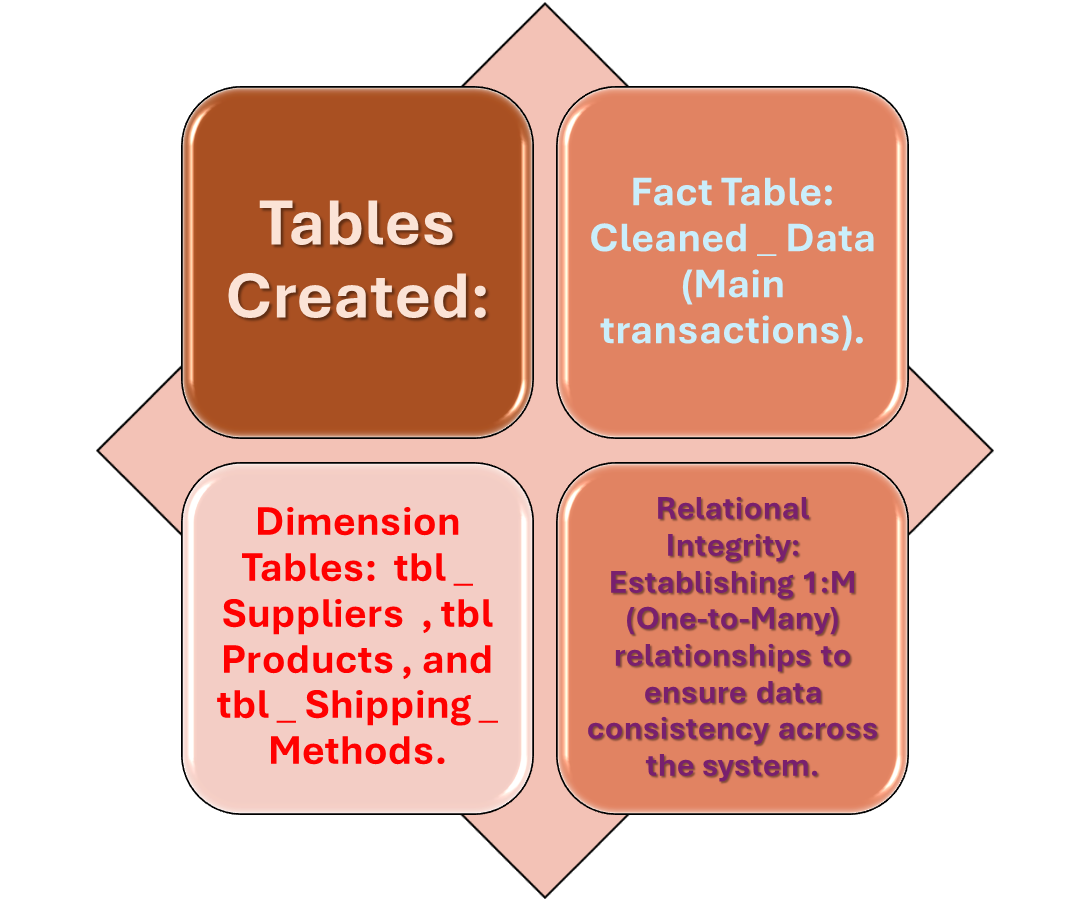 Tables
Created:
Fact Table:
Cleaned _ Data
(Main
transactions).
Dimension
Tables: tbl _
Suppliers , tbl
Products , and
tbl _ Shipping _
Methods.
Relational
Integrity:
Establishing 1:M
(One-to-Many)
relationships to
ensure data
consistency across
the system.